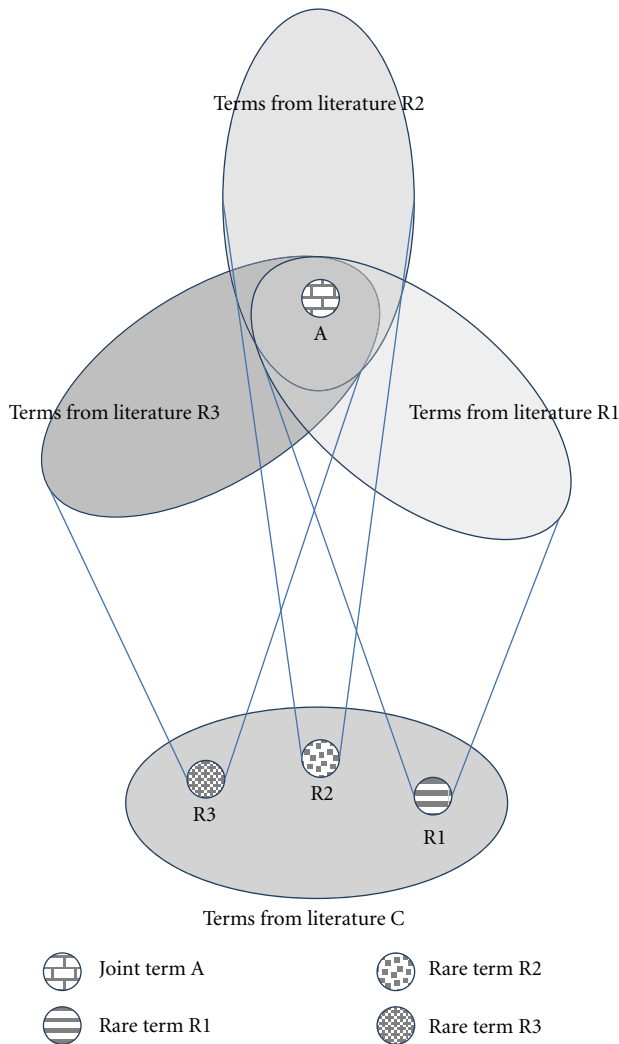 Terms from literature R2
A
Terms from literature R3
Terms from literature R1
R3
R2
R1
Terms from literature C
Joint term A
Rare term R2
Rare term R1
Rare term R3